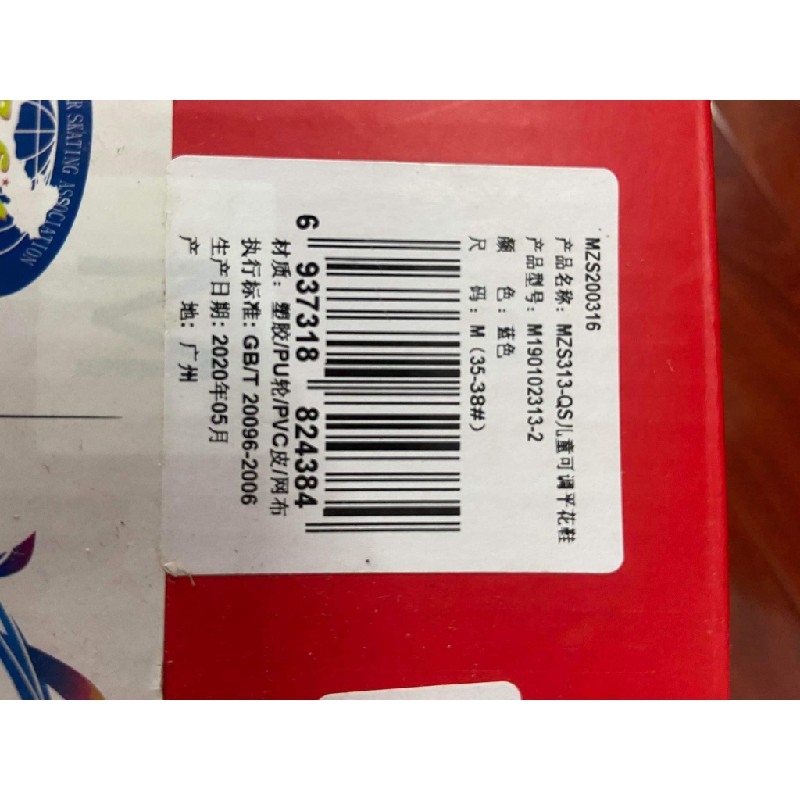 MZS200316
产品名称：MZS313-QS儿童可调平花鞋
产品型号：M190102313-2
颜 色：蓝色
尺 码：M（35-38#）
6 937318 824384
材质：塑胶/PU轮/PVC皮/网布
执行标准：GB/T 20096-2006
生产日期：2020年05月
产 地：广州
R SKATING ASSOCIATION